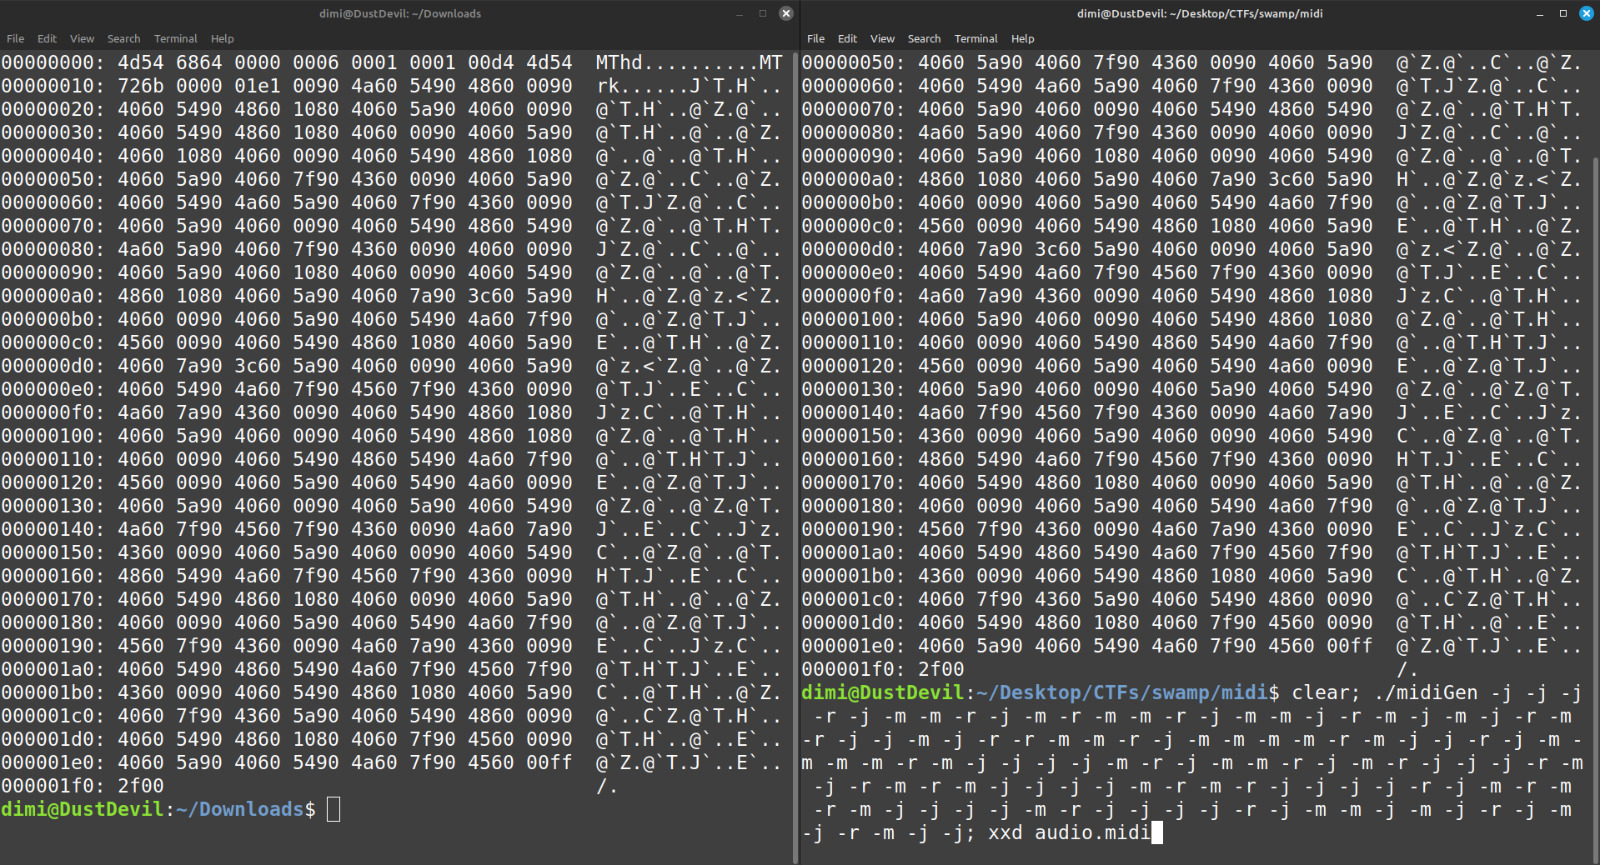 dimi@DustDevil: ~/Downloads
File Edit View Search Terminal Help
00000000: 4d54 6864 0000 0006 0001 0001 00d4 4d54 MThd..........MT
00000010: 726b 0000 01e1 0090 4a60 5490 4860 0090 rk......J`T.H`..
00000020: 4060 5490 4860 1080 4060 5a90 4060 0090 @`T.H`..@`Z.@`..
00000030: 4060 5490 4860 1080 4060 0090 4060 5a90 @`T.H`..@`..@`Z.
00000040: 4060 1080 4060 0090 4060 5490 4860 1080 @`..@`..@`T.H`..
00000050: 4060 5a90 4060 7f90 4360 0090 4060 5a90 @`Z.@`..C`..@`Z.
00000060: 4060 5490 4a60 5a90 4060 7f90 4360 0090 @`T.J`Z.@`..C`..
00000070: 4060 5a90 4060 0090 4060 5490 4860 5490 @`Z.@`..@`T.H`T.
00000080: 4a60 5a90 4060 7f90 4360 0090 4060 0090 J`Z.@`..C`..@`..
00000090: 4060 5a90 4060 1080 4060 0090 4060 5490 @`Z.@`..@`..@`T.
000000a0: 4860 1080 4060 5a90 4060 7a90 3c60 5a90 H`..@`Z.@`z.<`Z.
000000b0: 4060 0090 4060 5a90 4060 5490 4a60 7f90 @`..@`Z.@`T.J`..
000000c0: 4560 0090 4060 5490 4860 1080 4060 5a90 E`..@`T.H`..@`Z.
000000d0: 4060 7a90 3c60 5a90 4060 0090 4060 5a90 @`z.<`Z.@`..@`Z.
000000e0: 4060 5490 4a60 7f90 4560 7f90 4360 0090 @`T.J`..E`..C`..
000000f0: 4a60 7a90 4360 0090 4060 5490 4860 1080 J`z.C`..@`T.H`..
00000100: 4060 5a90 4060 0090 4060 5490 4860 1080 @`Z.@`..@`T.H`..
00000110: 4060 0090 4060 5490 4860 5490 4a60 7f90 @`..@`T.H`T.J`..
00000120: 4560 0090 4060 5a90 4060 5490 4a60 0090 E`..@`Z.@`T.J`..
00000130: 4060 5a90 4060 0090 4060 5a90 4060 5490 @`Z.@`..@`Z.@`T.
00000140: 4a60 7f90 4560 7f90 4360 0090 4a60 7a90 J`..E`..C`..J`z.
00000150: 4360 0090 4060 5a90 4060 0090 4060 5490 C`..@`Z.@`..@`T.
00000160: 4860 5490 4a60 7f90 4560 7f90 4360 0090 H`T.J`..E`..C`..
00000170: 4060 5490 4860 1080 4060 0090 4060 5a90 @`T.H`..@`..@`Z.
00000180: 4060 0090 4060 5a90 4060 5490 4a60 7f90 @`..@`Z.@`T.J`..
00000190: 4560 7f90 4360 0090 4a60 7a90 4360 0090 E`..C`..J`z.C`..
000001a0: 4060 5490 4860 5490 4a60 7f90 4560 7f90 @`T.H`T.J`..E`..
000001b0: 4360 0090 4060 5490 4860 1080 4060 5a90 C`..@`T.H`..@`Z.
000001c0: 4060 7f90 4360 5a90 4060 5490 4860 0090 @`..C`Z.@`T.H`..
000001d0: 4060 5490 4860 1080 4060 7f90 4560 0090 @`T.H`..@`..E`..
000001e0: 4060 5a90 4060 5490 4a60 7f90 4560 00ff @`Z.@`T.J`..E`..
000001f0: 2f00 /.
dimi@DustDevil:~/Downloads$
dimi@DustDevil: ~/Desktop/CTFs/swamp/midi
File Edit View Search Terminal Help
00000050: 4060 5a90 4060 7f90 4360 0090 4060 5a90 @`Z.@`..C`..@`Z.
00000060: 4060 5490 4a60 5a90 4060 7f90 4360 0090 @`T.J`Z.@`..C`..
00000070: 4060 5a90 4060 0090 4060 5490 4860 5490 @`Z.@`..@`T.H`T.
00000080: 4a60 5a90 4060 7f90 4360 0090 4060 0090 J`Z.@`..C`..@`..
00000090: 4060 5a90 4060 1080 4060 0090 4060 5490 @`Z.@`..@`..@`T.
000000a0: 4860 1080 4060 5a90 4060 7a90 3c60 5a90 H`..@`Z.@`z.<`Z.
000000b0: 4060 0090 4060 5a90 4060 5490 4a60 7f90 @`..@`Z.@`T.J`..
000000c0: 4560 0090 4060 5490 4860 1080 4060 5a90 E`..@`T.H`..@`Z.
000000d0: 4060 7a90 3c60 5a90 4060 0090 4060 5a90 @`z.<`Z.@`..@`Z.
000000e0: 4060 5490 4a60 7f90 4560 7f90 4360 0090 @`T.J`..E`..C`..
000000f0: 4a60 7a90 4360 0090 4060 5490 4860 1080 J`z.C`..@`T.H`..
00000100: 4060 5a90 4060 0090 4060 5490 4860 1080 @`Z.@`..@`T.H`..
00000110: 4060 0090 4060 5490 4860 5490 4a60 7f90 @`..@`T.H`T.J`..
00000120: 4560 0090 4060 5a90 4060 5490 4a60 0090 E`..@`Z.@`T.J`..
00000130: 4060 5a90 4060 0090 4060 5a90 4060 5490 @`Z.@`..@`Z.@`T.
00000140: 4a60 7f90 4560 7f90 4360 0090 4a60 7a90 J`..E`..C`..J`z.
00000150: 4360 0090 4060 5a90 4060 0090 4060 5490 C`..@`Z.@`..@`T.
00000160: 4860 5490 4a60 7f90 4560 7f90 4360 0090 H`T.J`..E`..C`..
00000170: 4060 5490 4860 1080 4060 0090 4060 5a90 @`T.H`..@`..@`Z.
00000180: 4060 0090 4060 5a90 4060 5490 4a60 7f90 @`..@`Z.@`T.J`..
00000190: 4560 7f90 4360 0090 4a60 7a90 4360 0090 E`..C`..J`z.C`..
000001a0: 4060 5490 4860 5490 4a60 7f90 4560 7f90 @`T.H`T.J`..E`..
000001b0: 4360 0090 4060 5490 4860 1080 4060 5a90 C`..@`T.H`..@`Z.
000001c0: 4060 7f90 4360 5a90 4060 5490 4860 0090 @`..C`Z.@`T.H`..
000001d0: 4060 5490 4860 1080 4060 7f90 4560 0090 @`T.H`..@`..E`..
000001e0: 4060 5a90 4060 5490 4a60 7f90 4560 00ff @`Z.@`T.J`..E`..
000001f0: 2f00 /.
dimi@DustDevil:~/Desktop/CTFs/swamp/midi$ clear; ./midiGen -j -j -j
-r -j -m -m -r -j -m -r -m -m -r -j -m -m -j -r -m -j -m -j -r -m
-r -j -j -m -j -r -r -m -m -r -j -m -m -m -m -r -m -j -j -r -j -m -
m -m -m -r -m -j -j -j -j -m -r -j -m -m -r -m -r -j -j -j -r -m
-j -r -m -r -m -j -j -j -j -m -r -m -r -j -j -j -j -r -j -m -r -m
-r -m -j -j -j -j -m -r -j -j -j -j -r -j -m -m -j -m -j -r -j -m
-j -r -m -j -j; xxd audio.midi